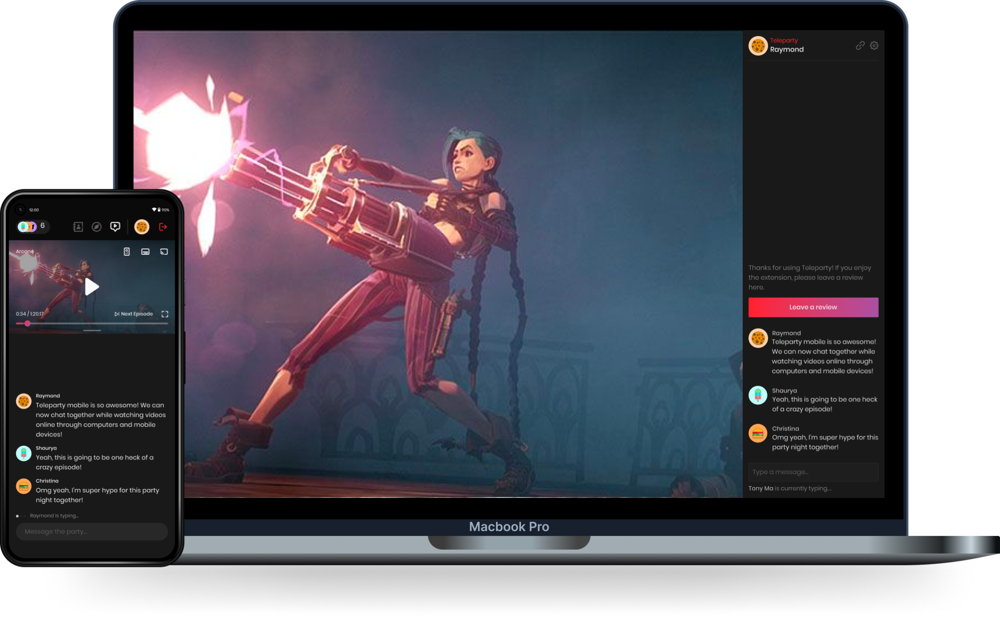 Teleparty
Raymond
Thanks for using Teleparty! If you enjoy
the extension, please leave a review
here.
Leave a review
Raymond
Teleparty mobile is so awesome!
We can now chat together while
watching videos online through
computers and mobile devices!
Shaurya
Yeah, this is going to be one heck
of a crazy episode!
Christina
Omg yeah, I'm super hype for this
party night together!
Type a message...
Tony Ma is currently typing...
Macbook Pro
12:00
90%
6
Arcane
0:34 / 1:20:17
Next Episode
Raymond
Teleparty mobile is so awesome! We can
now chat together while watching videos
online through computers and mobile
devices!
Shaurya
Yeah, this is going to be one heck of a
crazy episode!
Christina
Omg yeah, I'm super hype for this party
night together!
Raymond Is typing...
Message the party...